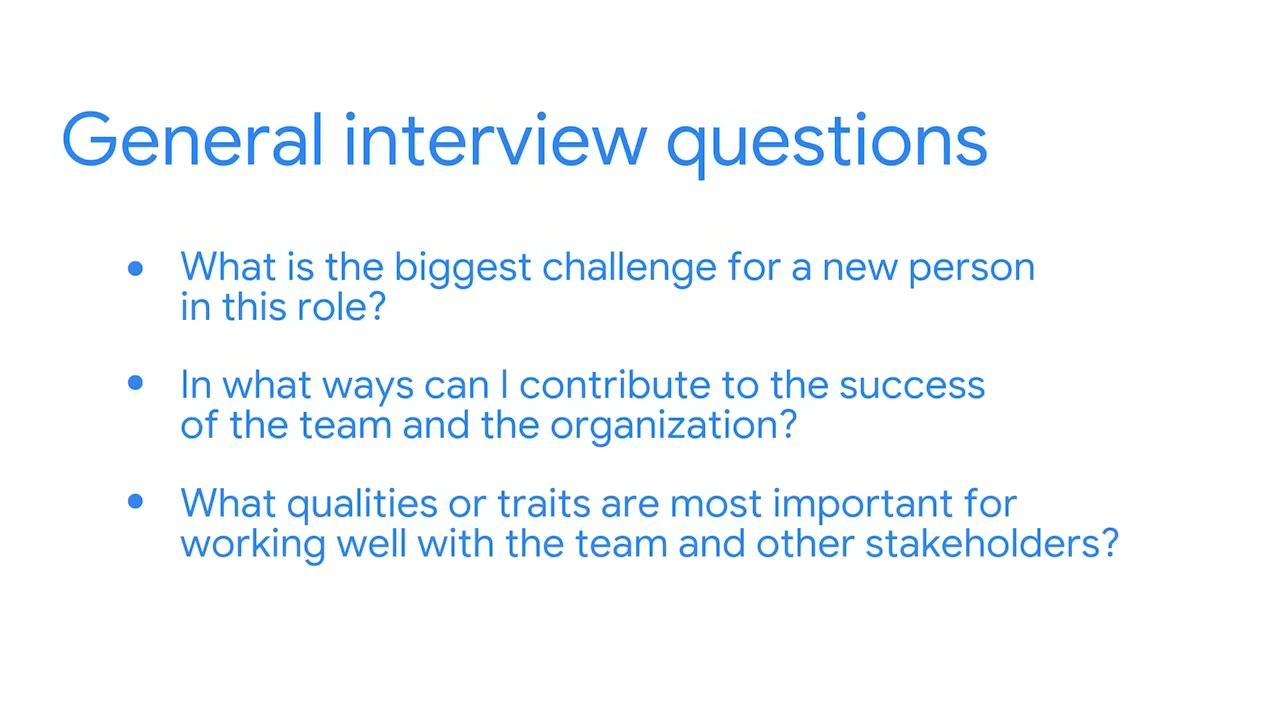 General interview questions
• What is the biggest challenge for a new person
in this role?
• In what ways can I contribute to the success
of the team and the organization?
• What qualities or traits are most important for
working well with the team and other stakeholders?